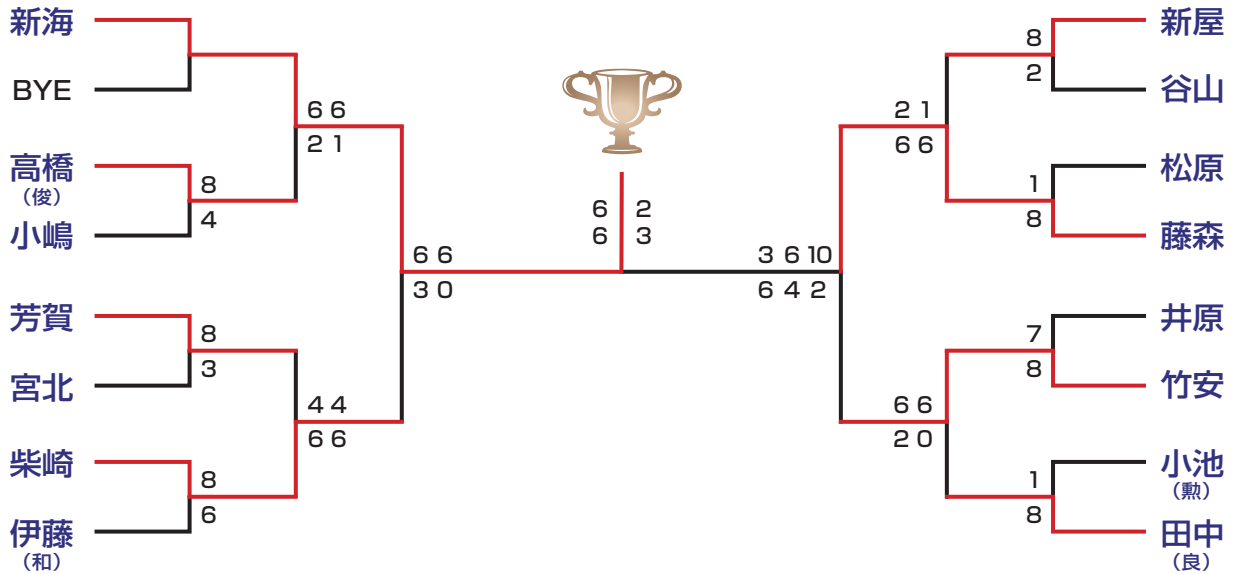 新海
BYE
6 6
2 1
高橋
(俊)
8
4
小嶋
6 6
3 0
芳賀
8
3
宮北
4 4
6 6
柴崎
8
6
伊藤
(和)
6 2
6 3
新屋
8
2
谷山
2 1
6 6
松原
1
8
藤森
3 6 10
6 4 2
井原
7
8
竹安
6 6
2 0
小池
(勲)
1
8
田中
(良)